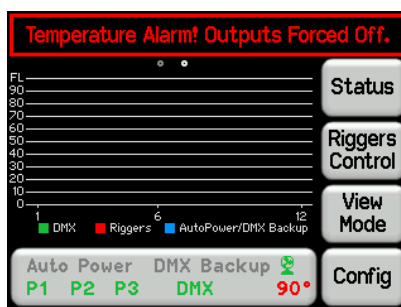 Temperature Alarm! Outputs Forced Off.
FL
90
80
70
60
50
40
30
20
10
0
1 6 12
DMX Riggers AutoPower/DMX Backup
Status
Riggers
Control
View
Mode
Auto Power DMX Backup
P1 P2 P3 DMX 90°
Config